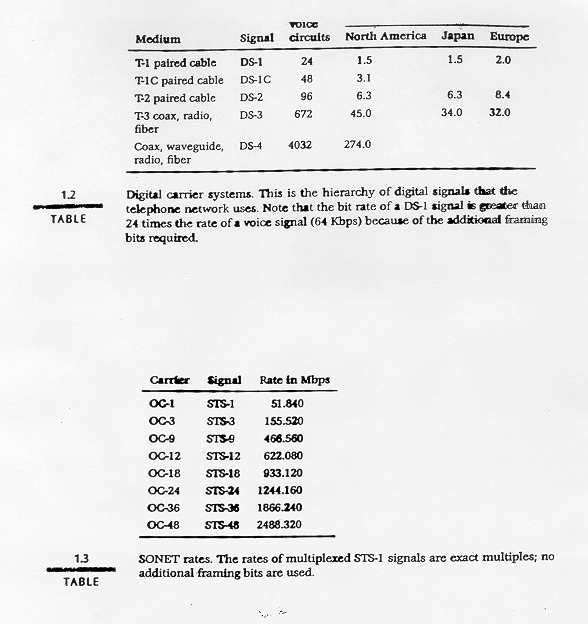 VOICE
Medium Signal circuits North America Japan Europe
T-1 paired cable DS-1 24 1.5 1.5 2.0
T-1C paired cable DS-1C 48 3.1
T-2 paired cable DS-2 96 6.3 6.3 8.4
T-3 coax, radio, DS-3 672 45.0 34.0 32.0
fiber
Coax, waveguide, DS-4 4032 274.0
radio, fiber
1.2
TABLE
Digital carrier systems. This is the hierarchy of digital signals that the
telephone network uses. Note that the bit rate of a DS-1 signal is greater than
24 times the rate of a voice signal (64 Kbps) because of the additional framing
bits required.
Carrier Signal Rate in Mbps
OC-1 STS-1 51.840
OC-3 STS-3 155.520
OC-9 STS-9 466.560
OC-12 STS-12 622.080
OC-18 STS-18 933.120
OC-24 STS-24 1244.160
OC-36 STS-36 1866.240
OC-48 STS-48 2488.320
1.3
TABLE
SONET rates. The rates of multiplexed STS-1 signals are exact multiples; no
additional framing bits are used.